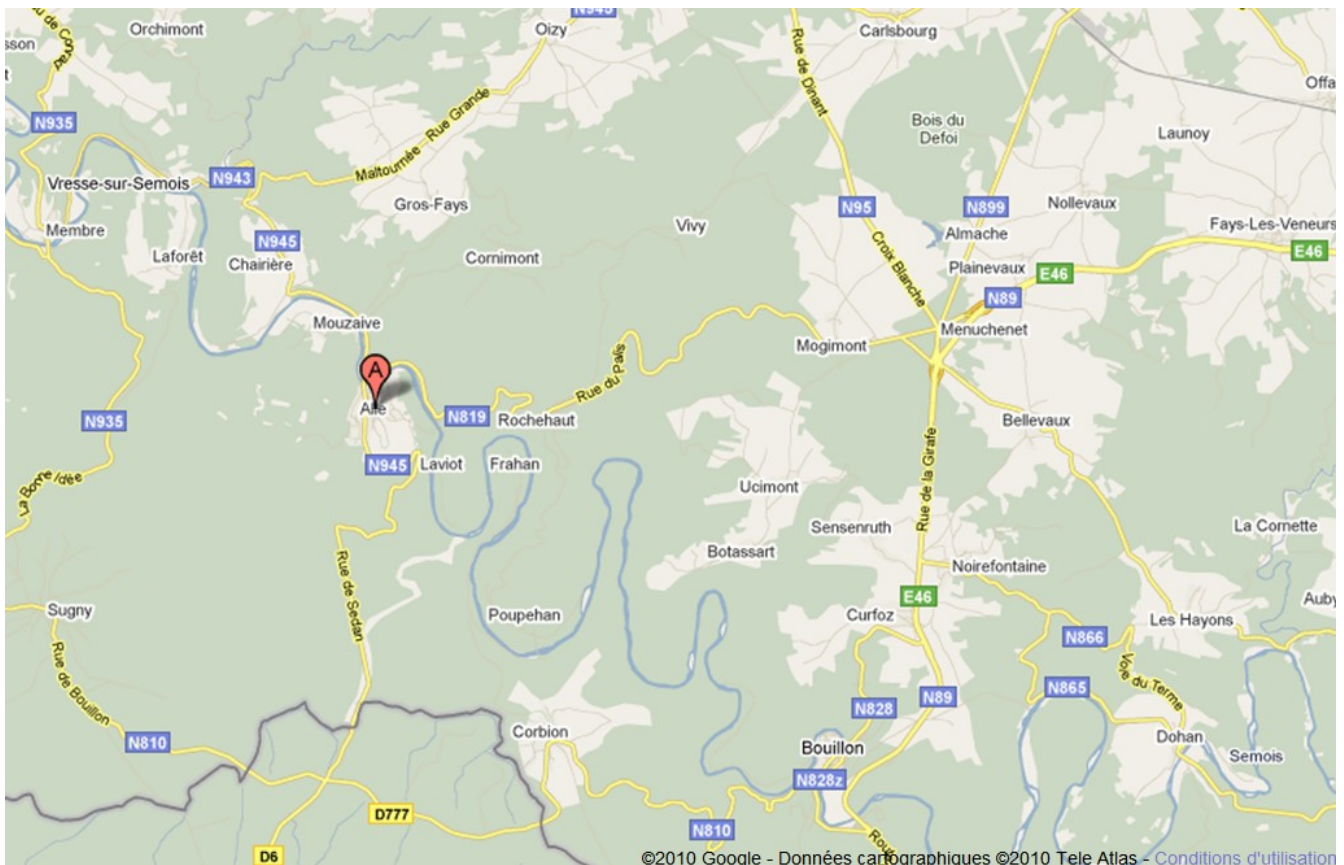 N945
Orchimont
Oizy
Carlsbourg
sson
t
Rue de Dinant
Offa
N935
Maltournée - Rue Grande
Bois du
Defoi
Launoy
Vresse-sur-Semois
N943
Gros-Fays
N95
N899
Nollevaux
Membre
Laforêt
N945
Chairière
Cornimont
Vivy
Croix Blanche
Almache
Fays-Les-Veneurs
E46
Plainevaux
E46
N89
Mouzaive
Mogimont
Menuchenet
A
Alle
Rue du Pays
N935
N819
Rochehaut
Bellevaux
N945
Laviot
Frahan
La Bonne Idée
Ucimont
Rue de la Girafe
Sensenruth
La Cornette
Botassart
Noirefontaine
Rue de Sedan
Sugny
Poupehan
E46
Curfoz
Auby
Les Hayons
N866
Rue de Bouillon
Voie du Terme
N865
N89
N828
N810
Corbion
Bouillon
Dohan
Semois
N828z
D777
N810
D6
©2010 Google - Données cartographiques ©2010 Tele Atlas - Conditions d'utilisation